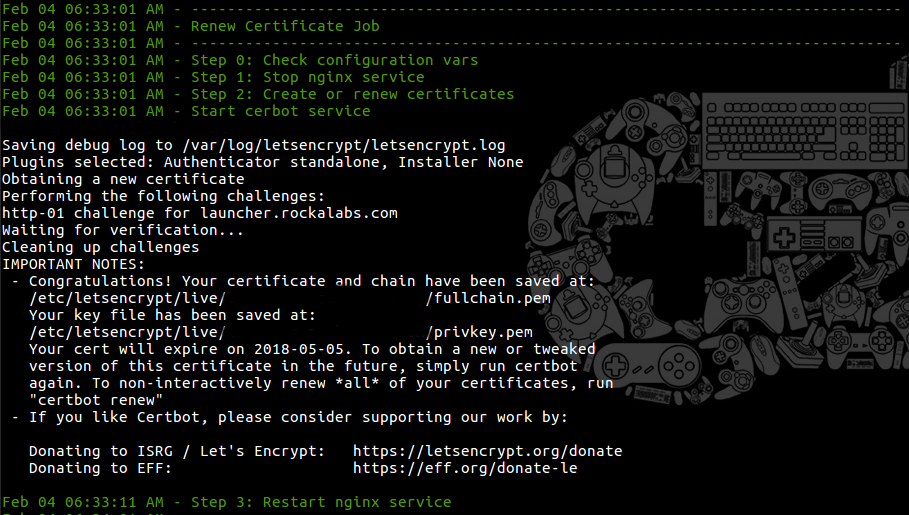 Feb 04 06:33:01 AM - -------------------------------------------------------------------------------
Feb 04 06:33:01 AM - Renew Certificate Job
Feb 04 06:33:01 AM - -------------------------------------------------------------------------------
Feb 04 06:33:01 AM - Step 0: Check configuration vars
Feb 04 06:33:01 AM - Step 1: Stop nginx service
Feb 04 06:33:01 AM - Step 2: Create or renew certificates
Feb 04 06:33:01 AM - Start cerbot service
Saving debug log to /var/log/letsencrypt/letsencrypt.log
Plugins selected: Authenticator standalone, Installer None
Obtaining a new certificate
Performing the following challenges:
http-01 challenge for launcher.rockalabs.com
Waiting for verification...
Cleaning up challenges
IMPORTANT NOTES:
 - Congratulations! Your certificate and chain have been saved at:
   /etc/letsencrypt/live/                      /fullchain.pem
   Your key file has been saved at:
   /etc/letsencrypt/live/                      /privkey.pem
   Your cert will expire on 2018-05-05. To obtain a new or tweaked
   version of this certificate in the future, simply run certbot
   again. To non-interactively renew *all* of your certificates, run
   "certbot renew"
 - If you like Certbot, please consider supporting our work by:
   Donating to ISRG / Let's Encrypt:   https://letsencrypt.org/donate
   Donating to EFF:                    https://eff.org/donate-le
Feb 04 06:33:11 AM - Step 3: Restart nginx service